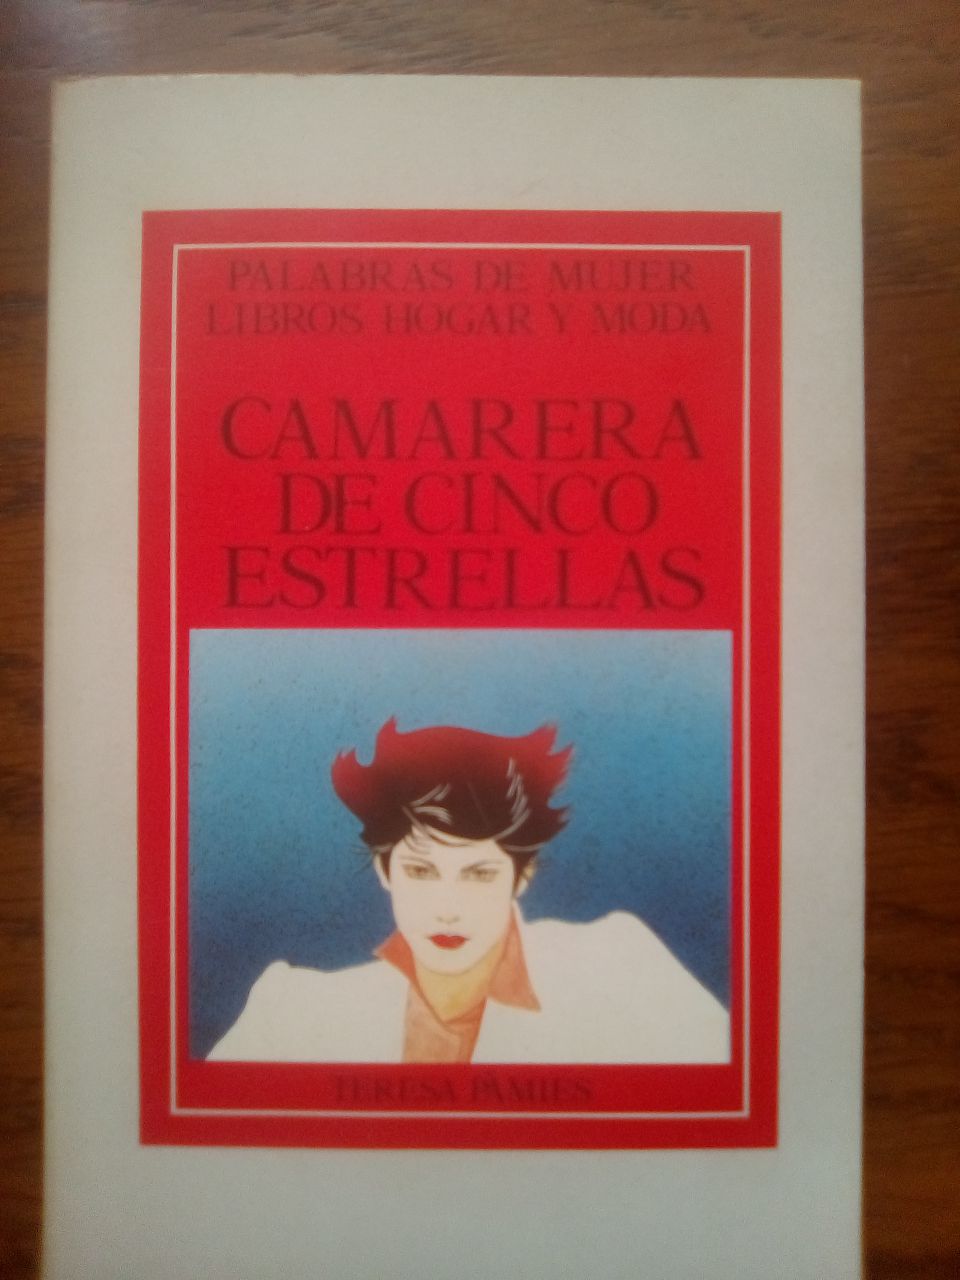 PALABRAS DE MUJER
LIBROS HOGAR Y MODA
CAMARERA
DE CINCO
ESTRELLAS
TERESA PÀMIES